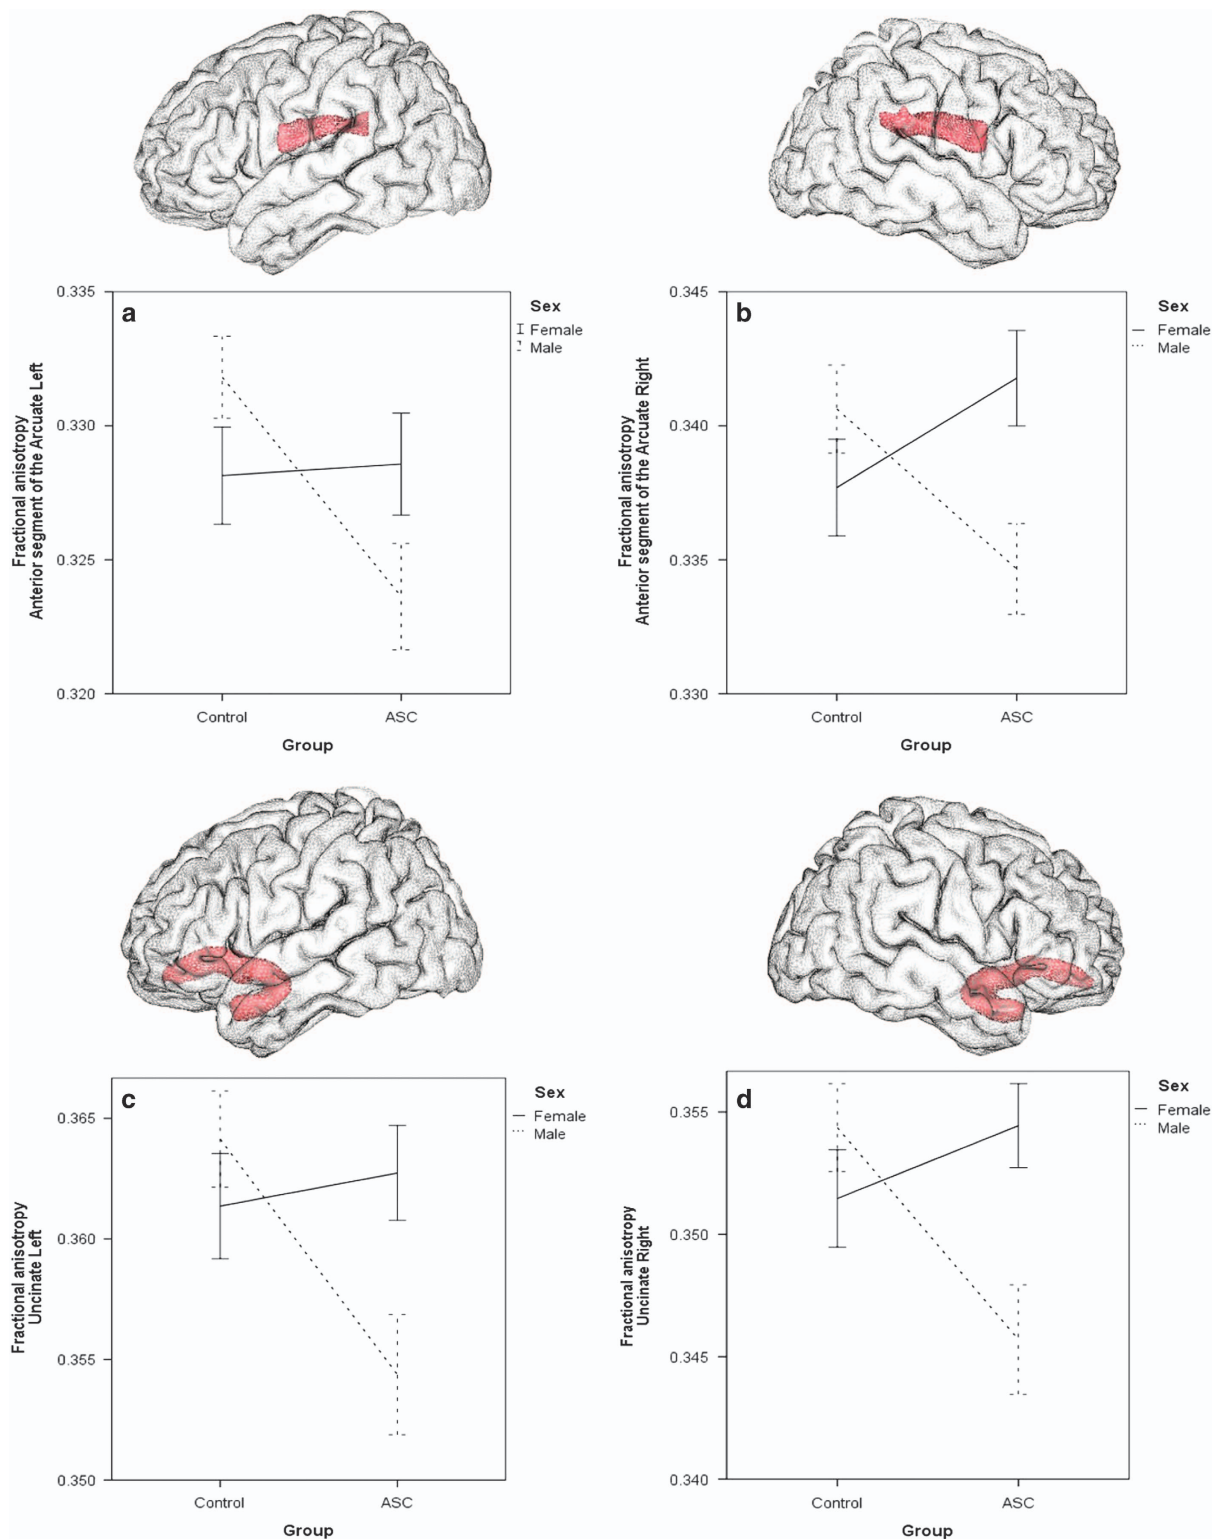 0.335
0.330
0.325
0.320
Fractional anisotropy
Anterior segment of the Arcuate Left
a
Sex
Female
Male
Control
ASC
Group
0.345
0.340
0.335
0.330
Fractional anisotropy
Anterior segment of the Arcuate Right
b
Sex
Female
Male
Control
ASC
Group
0.365
0.360
0.355
0.350
Fractional anisotropy
Uncinate Left
c
Sex
Female
Male
Control
ASC
Group
0.355
0.350
0.345
0.340
Fractional anisotropy
Uncinate Right
d
Sex
Female
Male
Control
ASC
Group